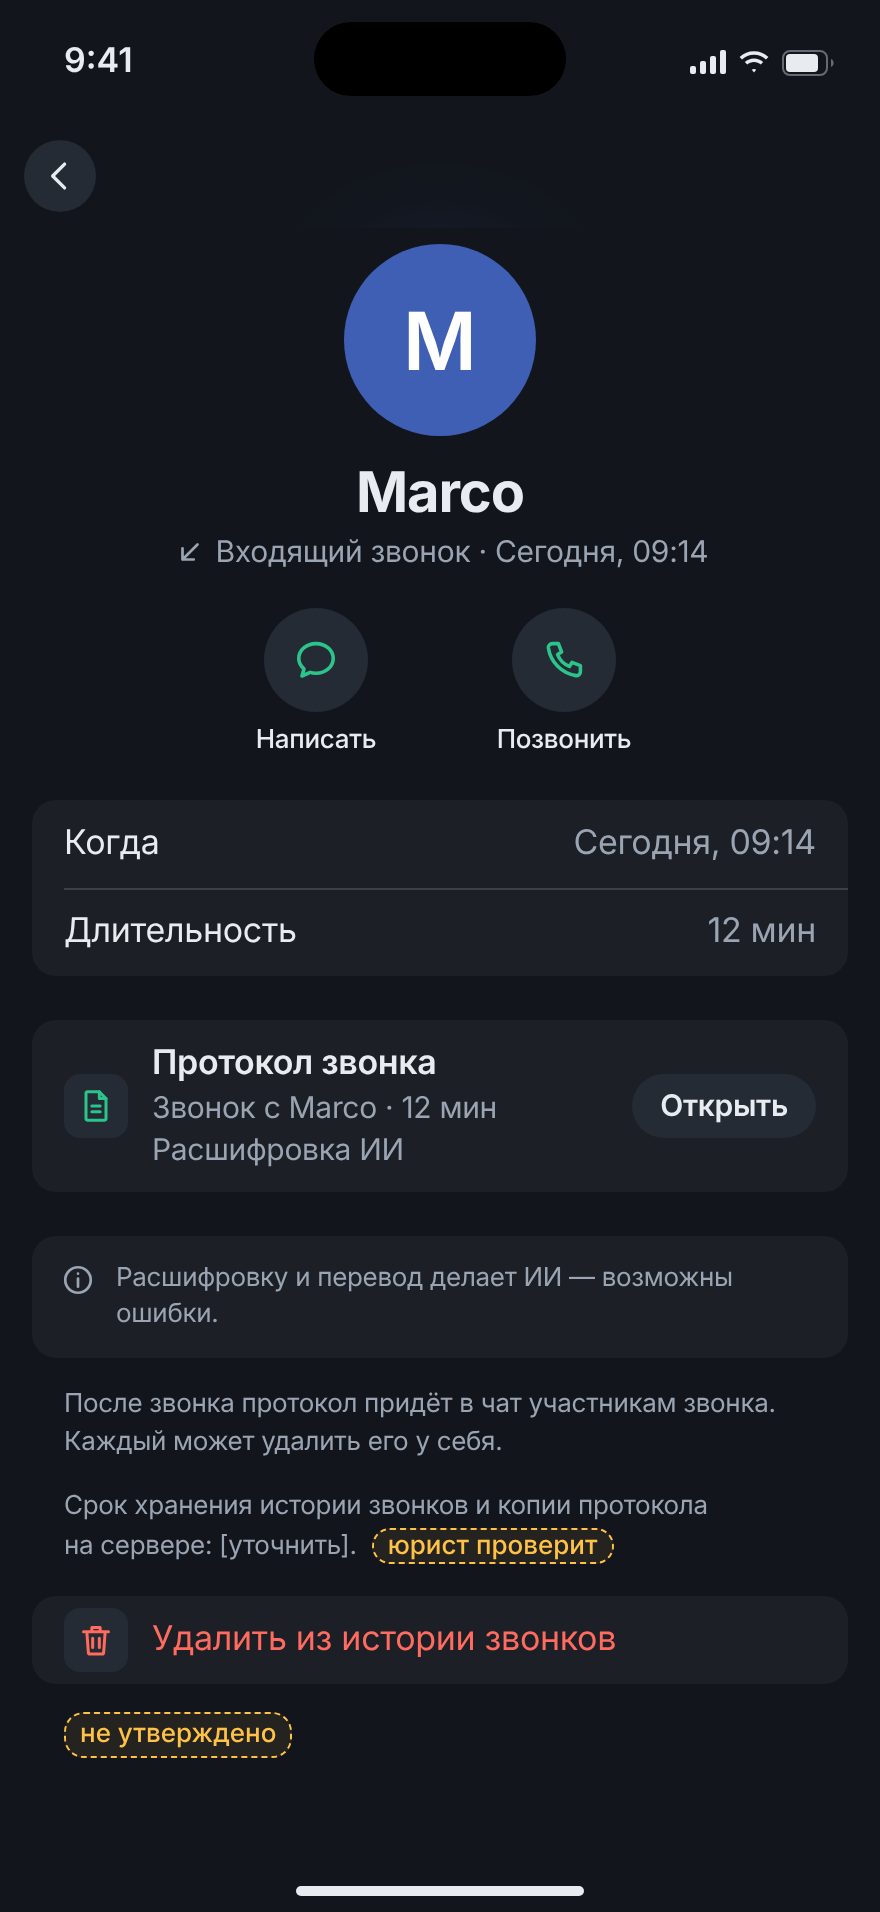 9:41
M
Marco
Входящий звонок · Сегодня, 09:14
Написать
Позвонить
Когда
Сегодня, 09:14
Длительность
12 мин
Протокол звонка
Звонок с Marco · 12 мин
Расшифровка ИИ
Открыть
Расшифровку и перевод делает ИИ — возможны
ошибки.
После звонка протокол придёт в чат участникам звонка.
Каждый может удалить его у себя.
Срок хранения истории звонков и копии протокола
на сервере: [уточнить]. юрист проверит
Удалить из истории звонков
не утверждено